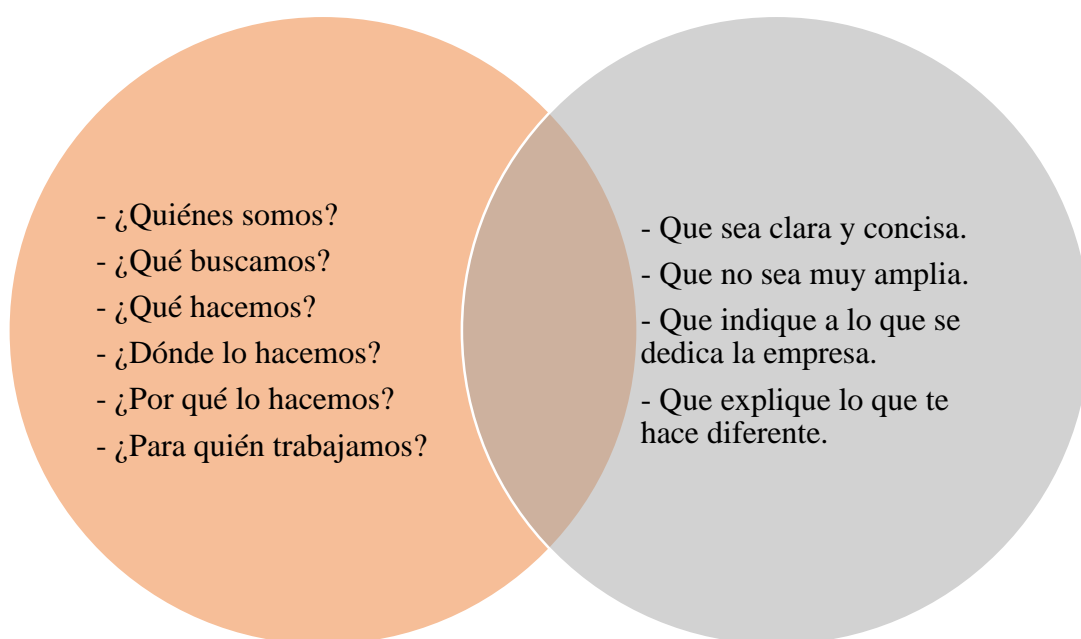 - ¿Quiénes somos?
- ¿Qué buscamos?
- ¿Qué hacemos?
- ¿Dónde lo hacemos?
- ¿Por qué lo hacemos?
- ¿Para quién trabajamos?
- Que sea clara y concisa.
- Que no sea muy amplia.
- Que indique a lo que se
dedica la empresa.
- Que explique lo que te
hace diferente.